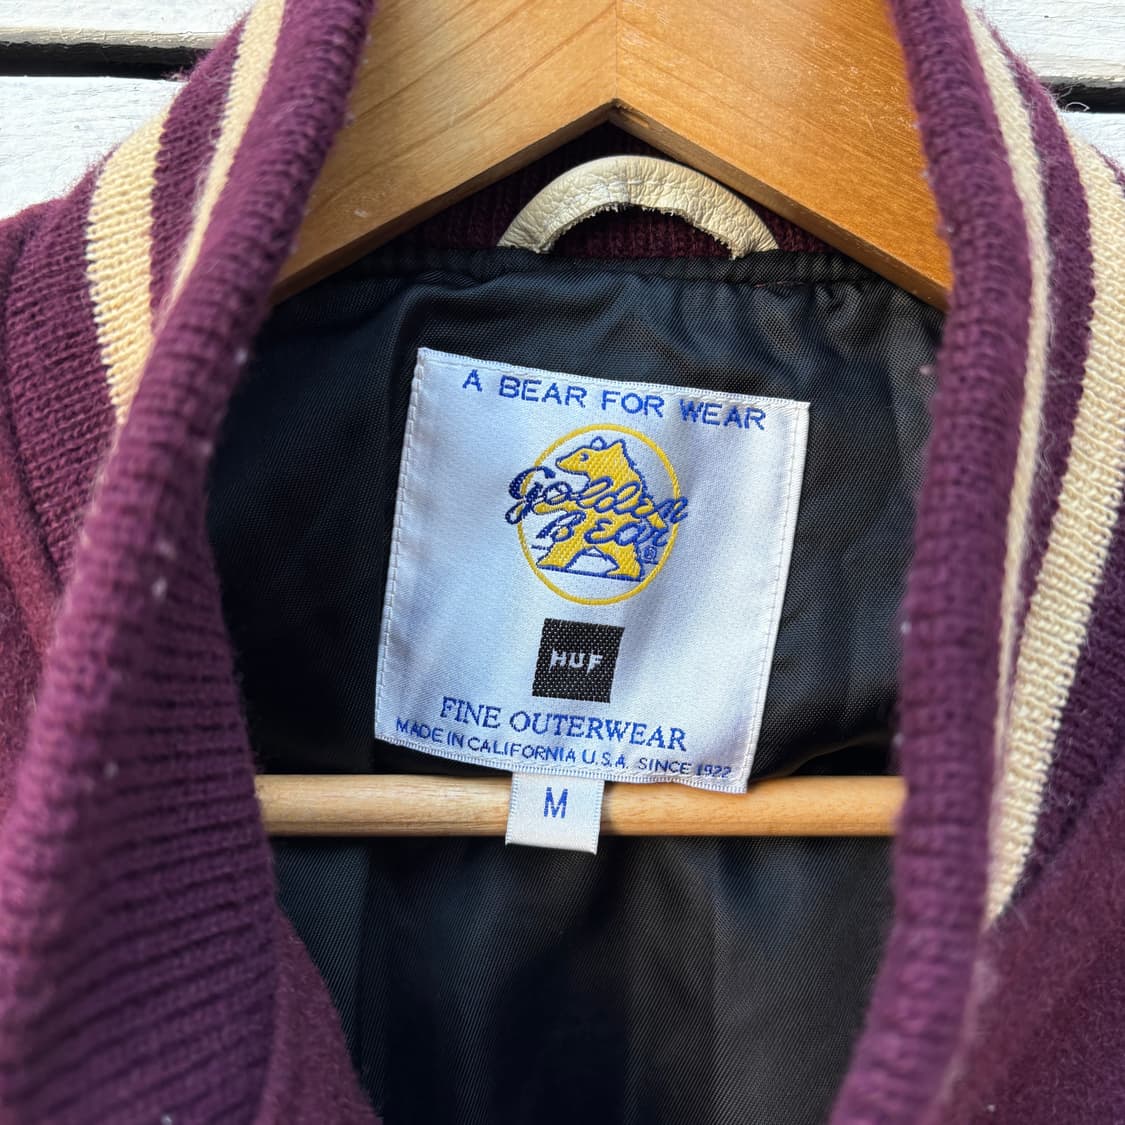 A BEAR FOR WEAR
Golden
BEar®
HUF
FINE OUTERWEAR
MADE IN CALIFORNIA U.S.A. SINCE 1922
M